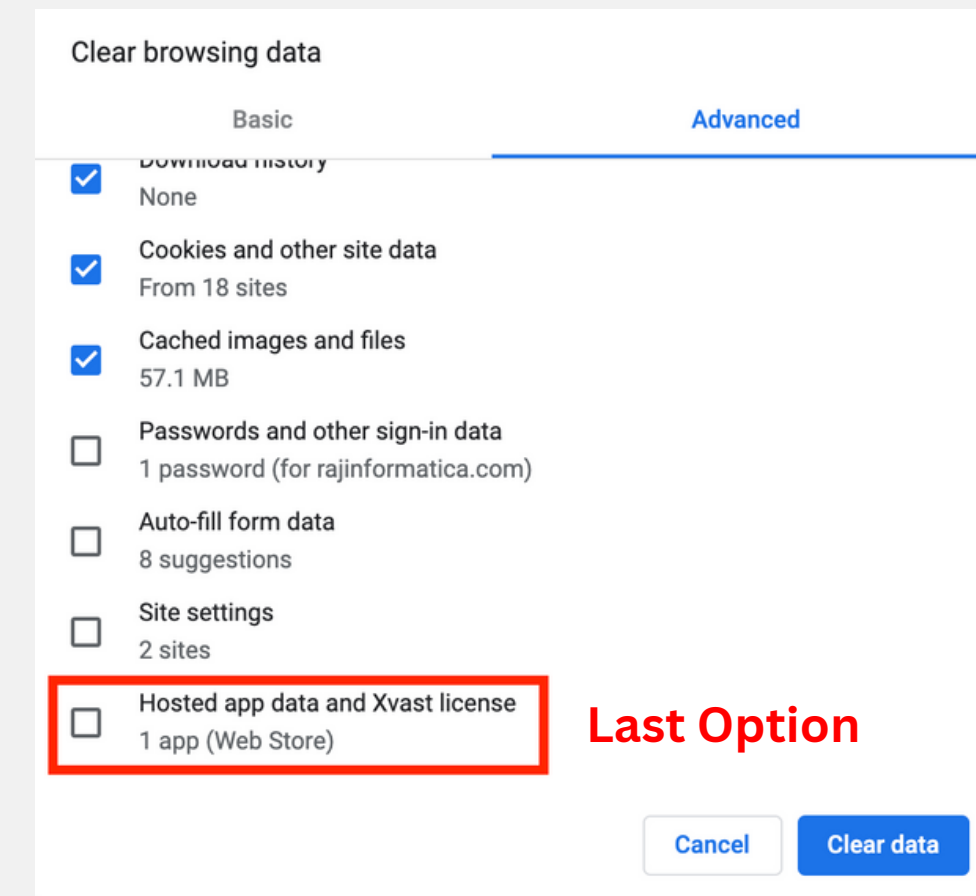 Clear browsing data
Basic
Advanced
Download history
None
Cookies and other site data
From 18 sites
Cached images and files
57.1 MB
Passwords and other sign-in data
1 password (for rajinformatica.com)
Auto-fill form data
8 suggestions
Site settings
2 sites
Hosted app data and Xvast license
1 app (Web Store)
Last Option
Cancel
Clear data